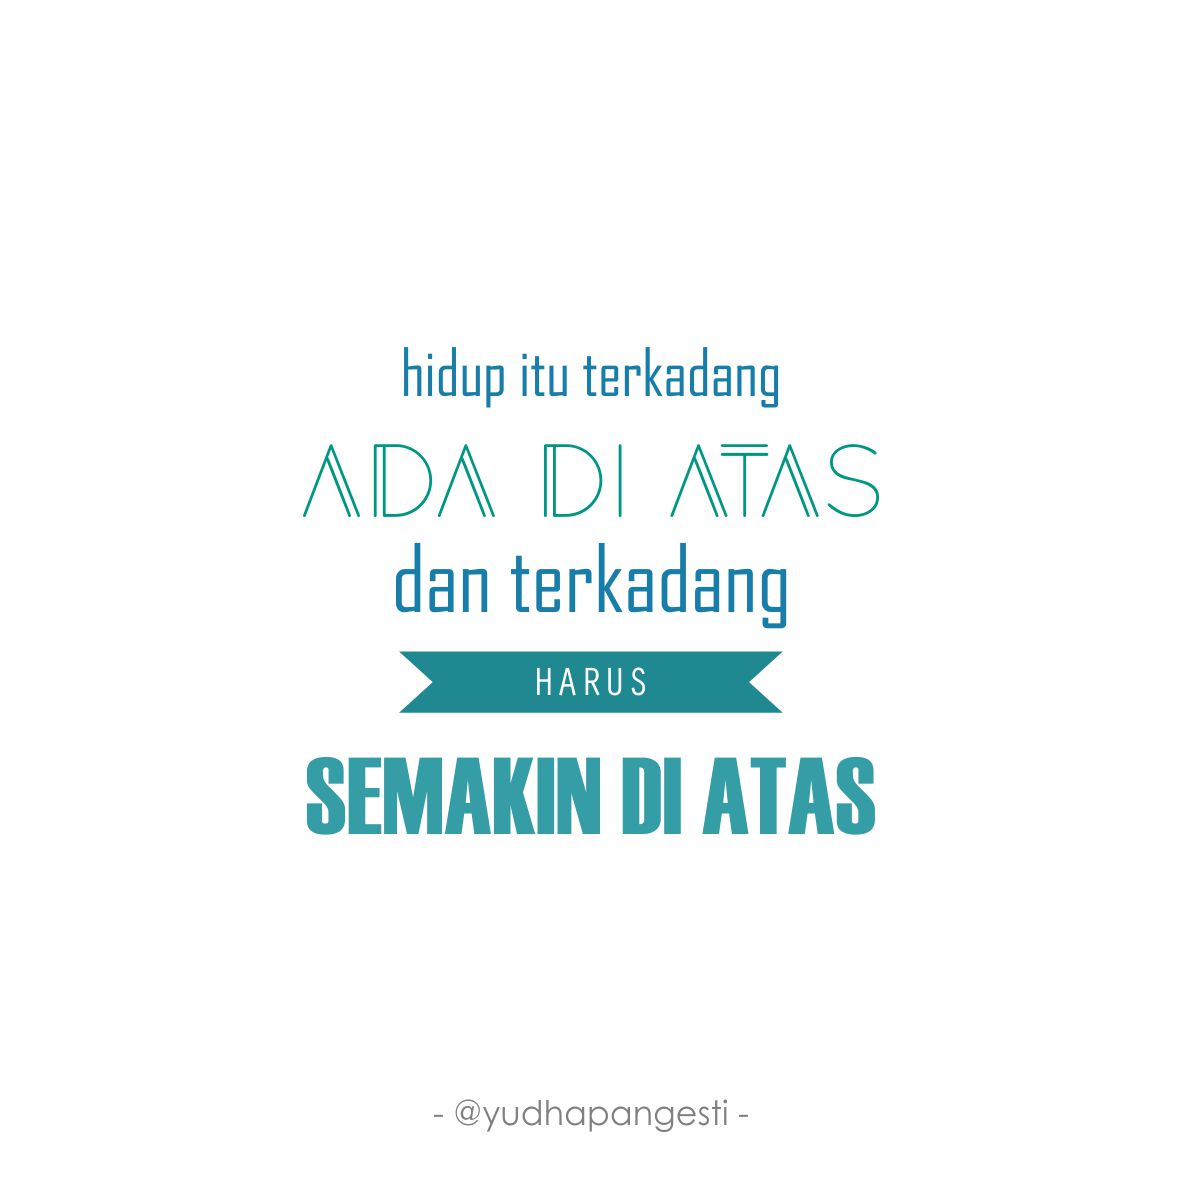 hidup itu terkadang
ADA DI ATAS
dan terkadang
HARUS
SEMAKIN DI ATAS
- @yudhapangesti -